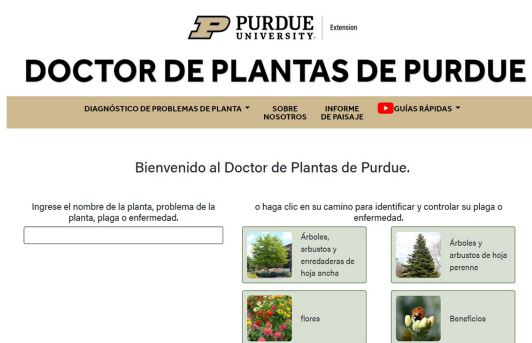 PURDUE
UNIVERSITY
Extension
DOCTOR DE PLANTAS DE PURDUE
DIAGNÓSTICO DE PROBLEMAS DE PLANTA
SOBRE
NOSOTROS
INFORME
DE PAISAJE
GUÍAS RÁPIDAS
Bienvenido al Doctor de Plantas de Purdue.
Ingrese el nombre de la planta, problema de la
planta, plaga o enfermedad.
o haga clic en su camino para identificar y controlar su plaga o
enfermedad.
Árboles,
arbustos y
enredaderas de
hoja ancha
Árboles y
arbustos de hoja
perenne
flores
Beneficios